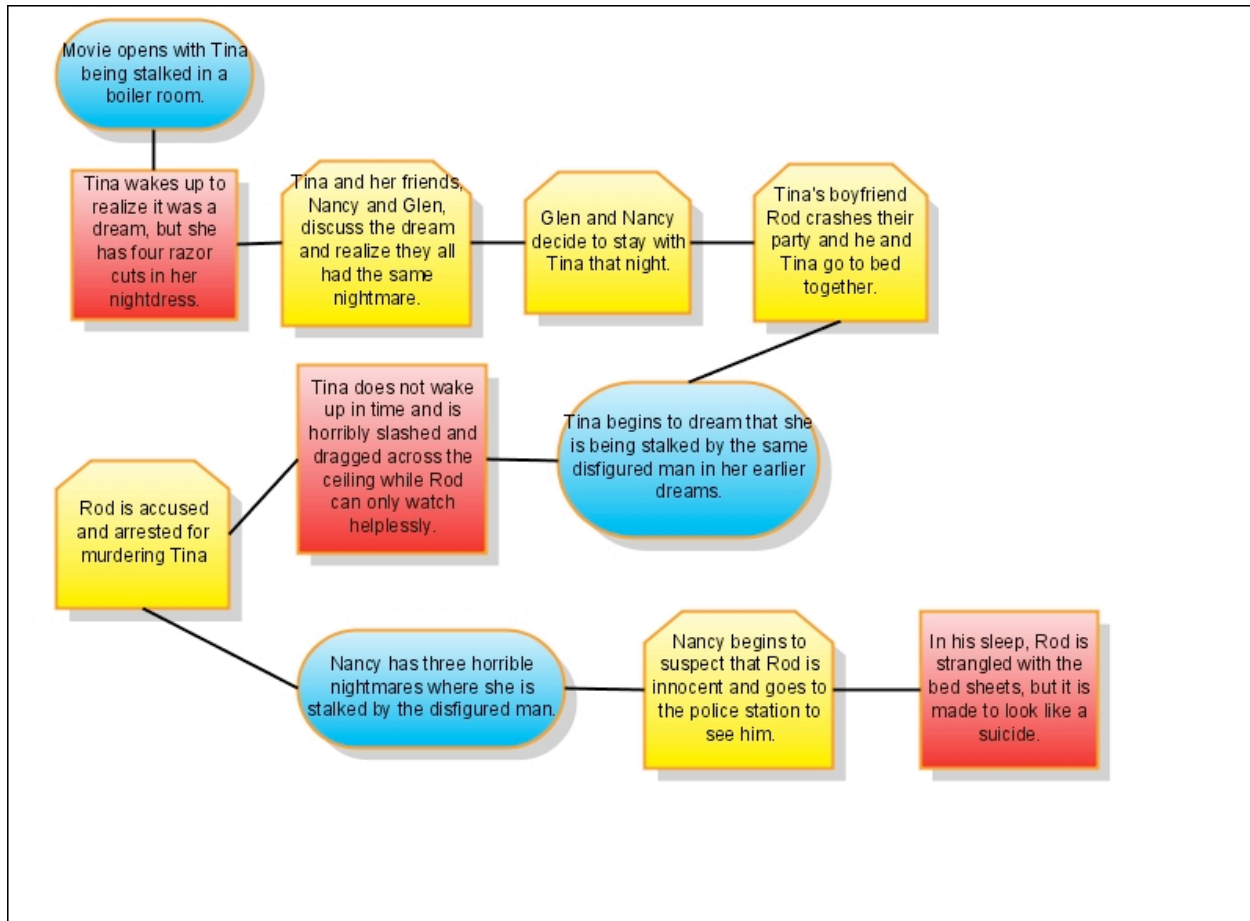 Movie opens with Tina
being stalked in a
boiler room.
Tina wakes up to
realize it was a
dream, but she
has four razor
cuts in her
nightdress.
Tina and her friends,
Nancy and Glen,
discuss the dream
and realize they all
had the same
nightmare.
Glen and Nancy
decide to stay with
Tina that night.
Tina's boyfriend
Rod crashes their
party and he and
Tina go to bed
together.
Tina begins to dream that she
is being stalked by the same
disfigured man in her earlier
dreams.
Tina does not wake
up in time and is
horribly slashed and
dragged across the
ceiling while Rod
can only watch
helplessly.
Rod is accused
and arrested for
murdering Tina
Nancy has three horrible
nightmares where she is
stalked by the disfigured man.
Nancy begins to
suspect that Rod is
innocent and goes to
the police station to
see him.
In his sleep, Rod is
strangled with the
bed sheets, but it is
made to look like a
suicide.